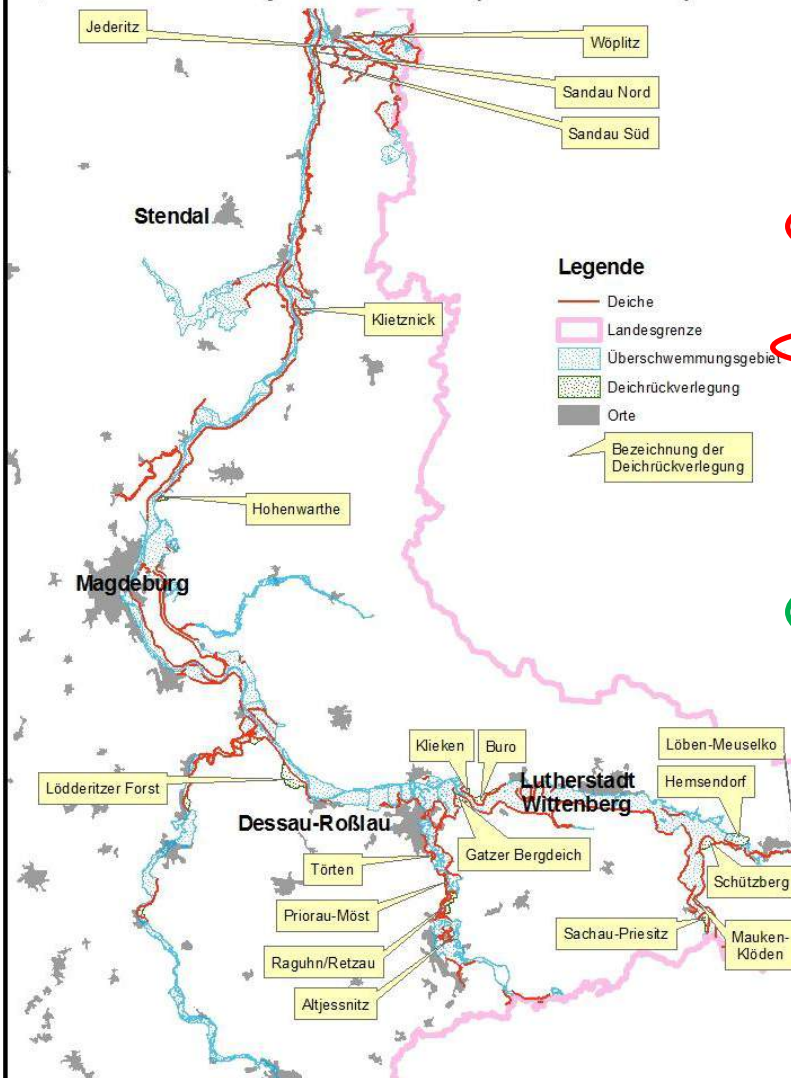 Jederitz
Wöplitz
Sandau Nord
Sandau Süd
Stendal
Klietznick
Legende
Deiche
Landesgrenze
Überschwemmungsgebiet
Deichrückverlegung
Orte
Bezeichnung der
Deichrückverlegung
Hohenwarthe
Magdeburg
Lödderitzer Forst
Dessau-Roßlau
Klieken
Buro
Lutherstadt
Wittenberg
Löben-Meuselko
Hemsendorf
Gatzer Bergdeich
Törten
Schützberg
Priorau-Möst
Sachau-Priesitz
Mauken-
Klöden
Raguhn/Retzau
Altjessnitz